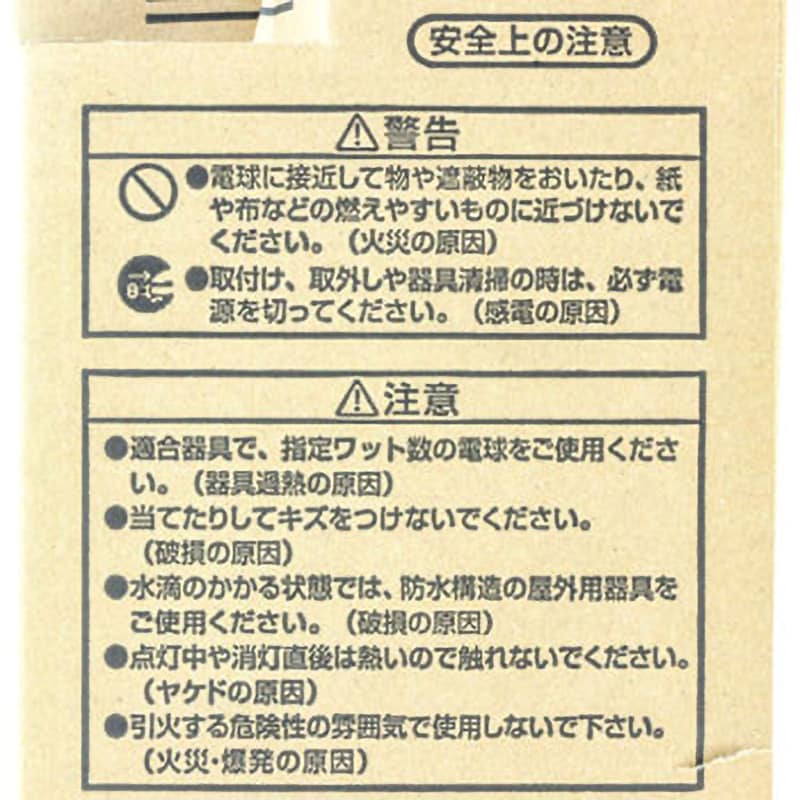 安全上の注意
⚠警告
●電球に接近して物や遮蔽物をおいたり、紙
や布などの燃えやすいものに近づけないで
ください。（火災の原因）
●取付け、取外しや器具清掃の時は、必ず電
源を切ってください。（感電の原因）
⚠注意
●適合器具で、指定ワット数の電球をご使用くださ
い。（器具過熱の原因）
●当てたりしてキズをつけないでください。
（破損の原因）
●水滴のかかる状態では、防水構造の屋外用器具を
ご使用ください。（破損の原因）
●点灯中や消灯直後は熱いので触れないでください。
（ヤケドの原因）
●引火する危険性の雰囲気で使用しないで下さい。
（火災・爆発の原因）